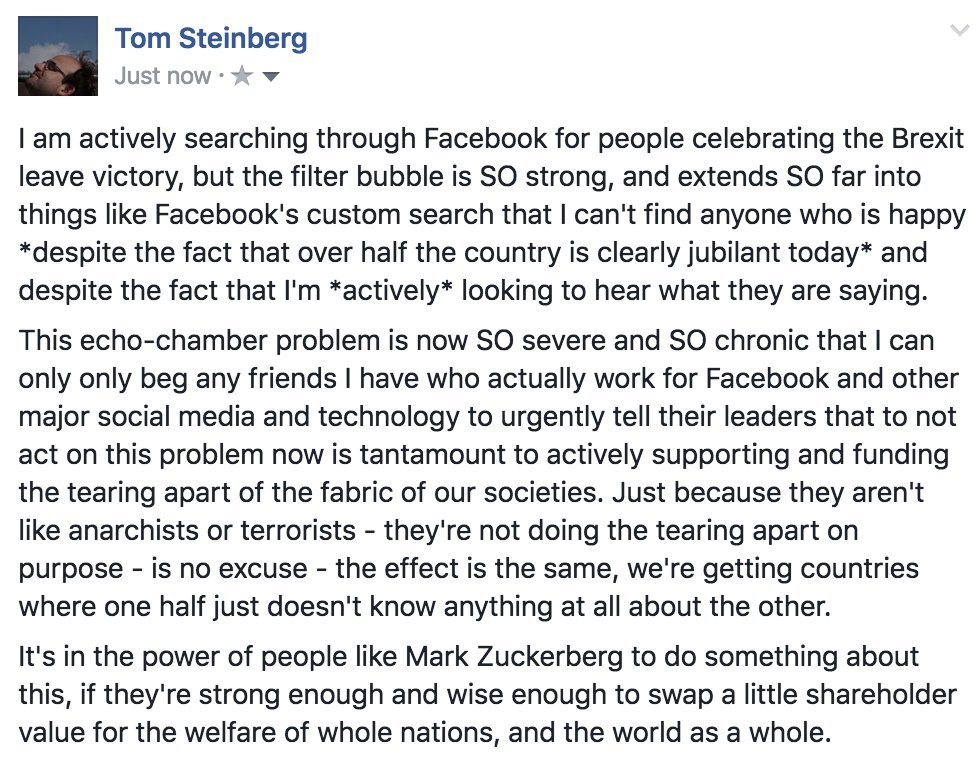 Tom Steinberg
Just now · ★
I am actively searching through Facebook for people celebrating the Brexit
leave victory, but the filter bubble is SO strong, and extends SO far into
things like Facebook's custom search that I can't find anyone who is happy
*despite the fact that over half the country is clearly jubilant today* and
despite the fact that I'm *actively* looking to hear what they are saying.
This echo-chamber problem is now SO severe and SO chronic that I can
only only beg any friends I have who actually work for Facebook and other
major social media and technology to urgently tell their leaders that to not
act on this problem now is tantamount to actively supporting and funding
the tearing apart of the fabric of our societies. Just because they aren't
like anarchists or terrorists - they're not doing the tearing apart on
purpose - is no excuse - the effect is the same, we're getting countries
where one half just doesn't know anything at all about the other.
It's in the power of people like Mark Zuckerberg to do something about
this, if they're strong enough and wise enough to swap a little shareholder
value for the welfare of whole nations, and the world as a whole.